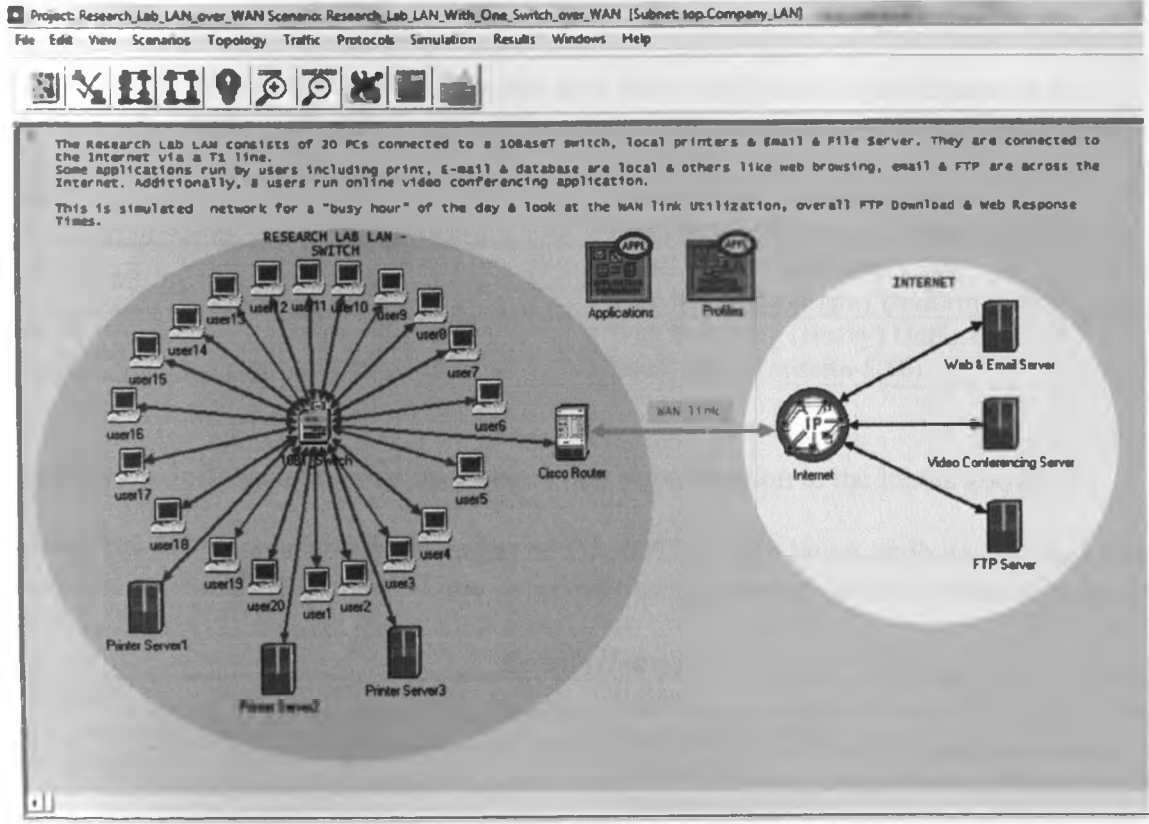 Project: Research_Lab_LAN_over_WAN Scenario: Research_Lab_LAN_With_One_Switch_over_WAN [Subnet: top.Company_LAN]
File Edit View Scenarios Topology Traffic Protocols Simulation Results Windows Help
The Research Lab LAN consists of 20 PCs connected to a 10BaseT switch, local printers & Email & File Server. They are connected to
the Internet via a T1 line.
Some applications run by users including print, E-mail & database are local & others like web browsing, email & FTP are across the
Internet. Additionally, a users run online video conferencing application.
This is simulated network for a "busy hour" of the day & look at the WAN link Utilization, overall FTP Download & Web Response
Times.
RESEARCH LAB LAN -
SWITCH
APPL
APPL
Applications
Profiles
INTERNET
user13
user12
user11
user10
user9
user14
user8
user15
user7
user16
user6
user17
user5
user18
user4
user19
user20
user1
user2
user3
Switch
Cisco Router
WAN link
IP
Internet
Web & Email Server
Video Conferencing Server
FTP Server
Printer Server1
Printer Server2
Printer Server3